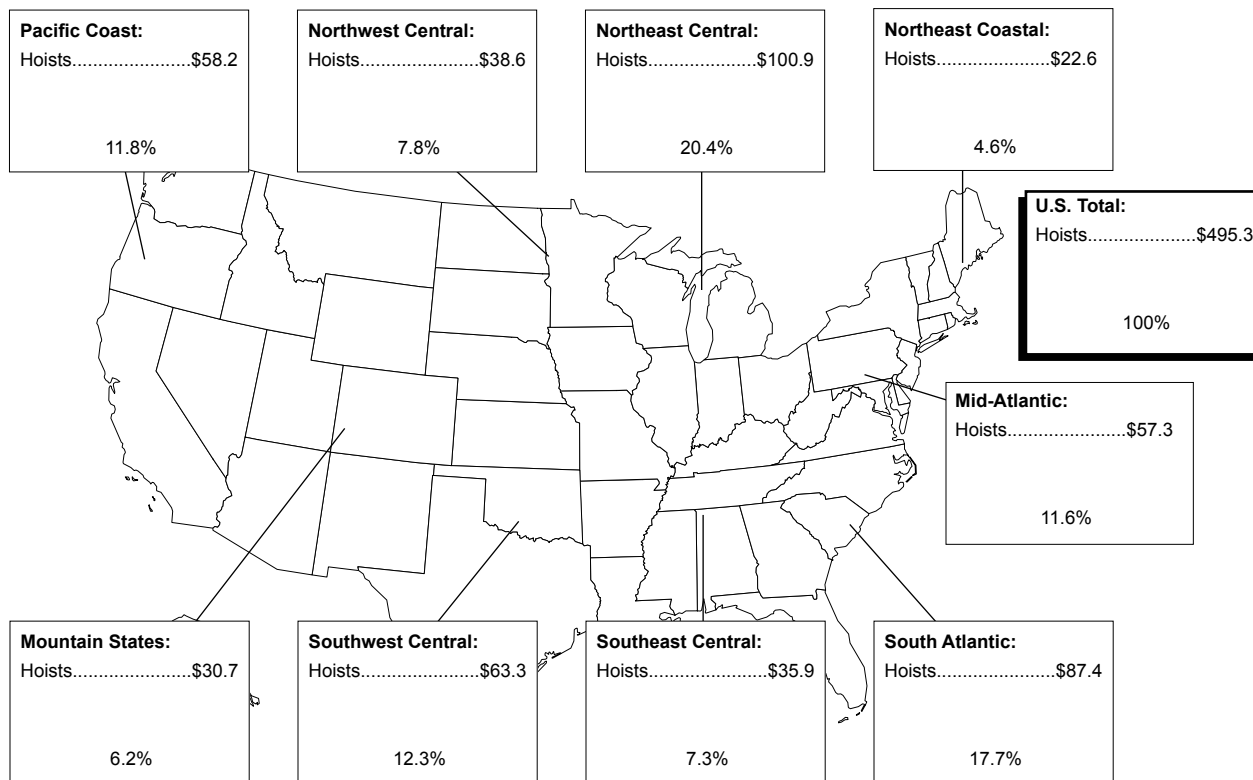 Pacific Coast:
Hoists.......................$58.2
11.8%
Northwest Central:
Hoists......................$38.6
7.8%
Northeast Central:
Hoists......................$100.9
20.4%
Northeast Coastal:
Hoists......................$22.6
4.6%
U.S. Total:
Hoists......................$495.3
100%
Mid-Atlantic:
Hoists........................$57.3
11.6%
Mountain States:
Hoists........................$30.7
6.2%
Southwest Central:
Hoists.......................$63.3
12.3%
Southeast Central:
Hoists.......................$35.9
7.3%
South Atlantic:
Hoists.......................$87.4
17.7%